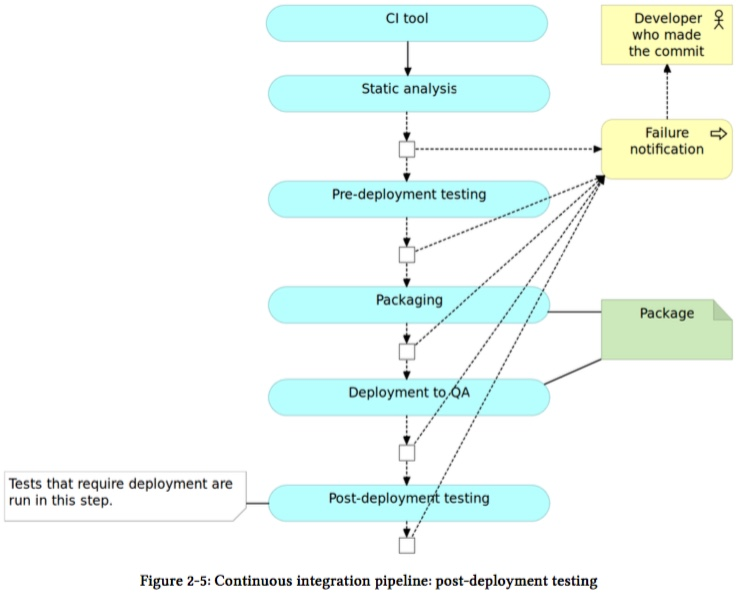 CI tool
Developer
who made
the commit
Static analysis
Failure
notification
Pre-deployment testing
Packaging
Package
Deployment to QA
Tests that require deployment are
run in this step.
Post-deployment testing
Figure 2-5: Continuous integration pipeline: post-deployment testing